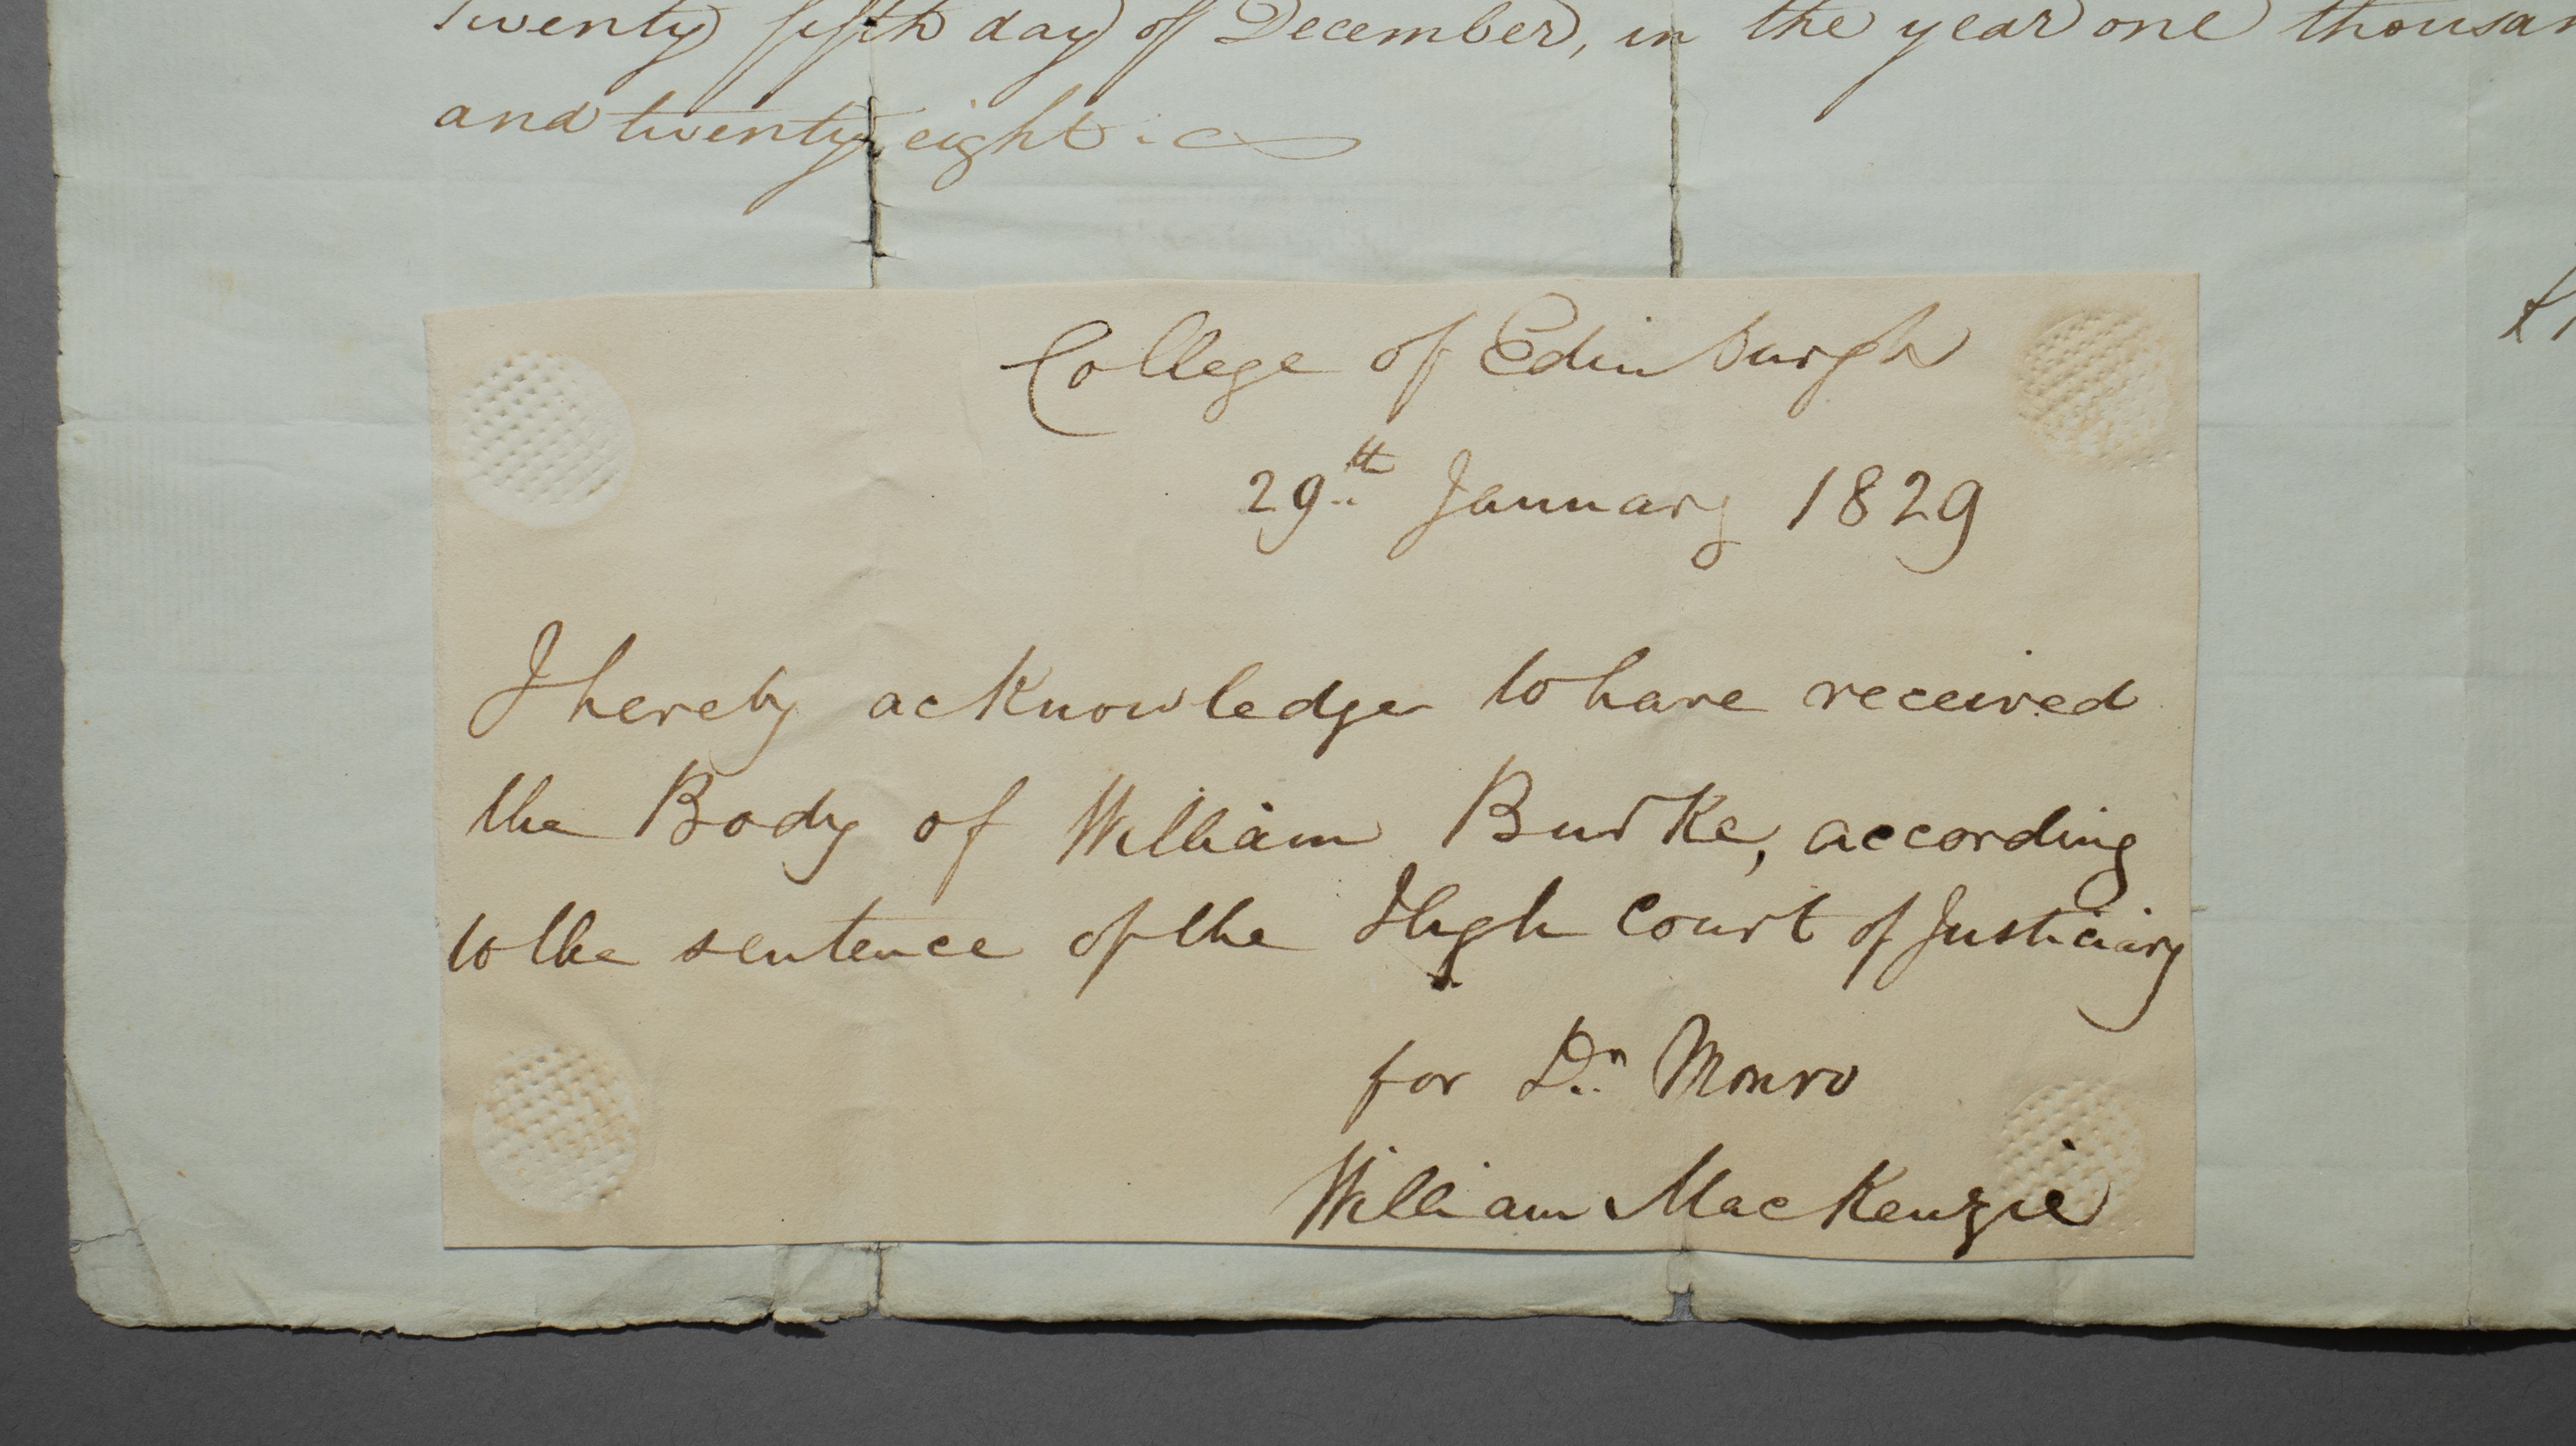 Twenty fifth day of December, in the year one thousan
and twenty eight.
College of Edinburgh
29th January 1829
I hereby acknowledge to have received
the Body of William Burke, according
to the sentence of the High Court of Justiciary
for Dr. Monro
William MacKenzie